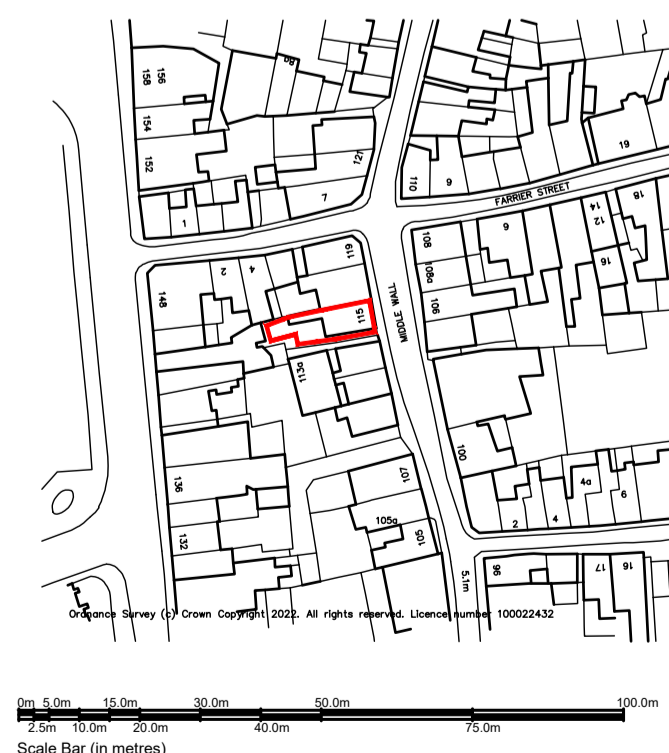 158
156
154
152
1
8a
121
7
110
9
19
FARRIER STREET
18
14
12
6
16
108
108a
106
119
2
4
148
115
MIDDLE WALL
113a
100
136
132
107
105a
105
2
4
4a
6
5.1m
96
17
16
Ordnance Survey (c) Crown Copyright 2022. All rights reserved. Licence number 100022432
0m 5.0m 15.0m 30.0m 50.0m 100.0m
2.5m 10.0m 20.0m 40.0m 75.0m
Scale Bar (in metres)